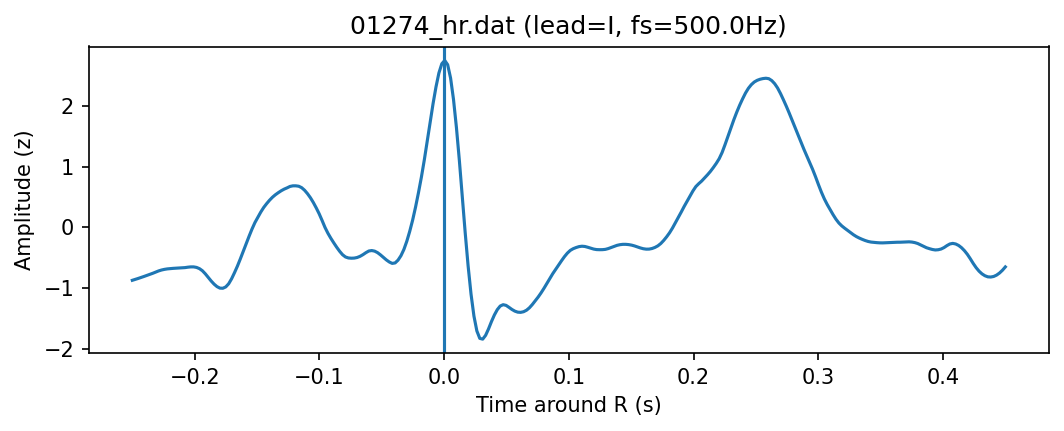 01274_hr.dat (lead=I, fs=500.0Hz)
Amplitude (z)
2
1
0
−1
−2
−0.2 −0.1 0.0 0.1 0.2 0.3 0.4
Time around R (s)